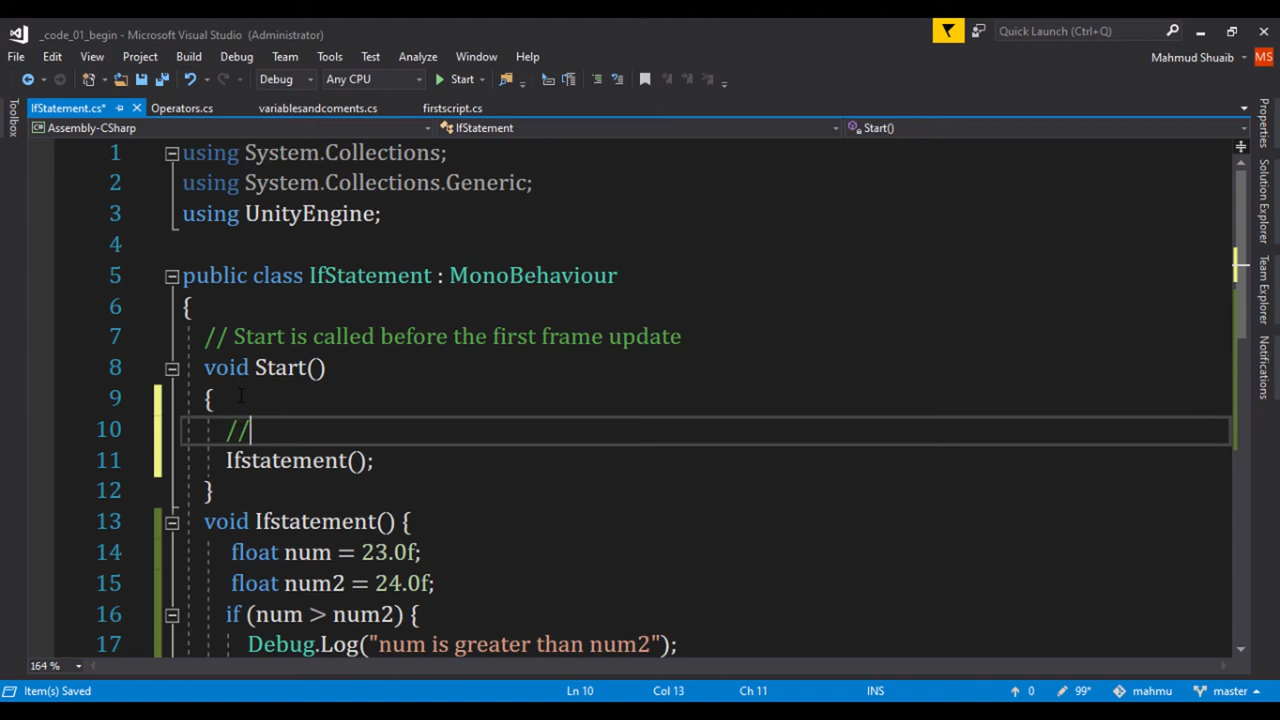 _code_01_begin - Microsoft Visual Studio (Administrator)
Quick Launch (Ctrl+Q)
File Edit View Project Build Debug Team Tools Test Analyze Window Help
Mahmud Shuaib MS
Debug Any CPU Start
IfStatement.cs* Operators.cs variablesandcoments.cs firstscript.cs
Assembly-CSharp IfStatement Start()
Toolbox
1 using System.Collections;
2 using System.Collections.Generic;
3 using UnityEngine;
4
5 public class IfStatement : MonoBehaviour
6 {
7 // Start is called before the first frame update
8 void Start()
9 {
10 //
11 Ifstatement();
12 }
13 void Ifstatement() {
14 float num = 23.0f;
15 float num2 = 24.0f;
16 if (num > num2) {
17 Debug.Log("num is greater than num2");
Properties
Solution Explorer
Team Explorer
Notifications
164 %
Item(s) Saved Ln 10 Col 13 Ch 11 INS 0 99* mahmu master